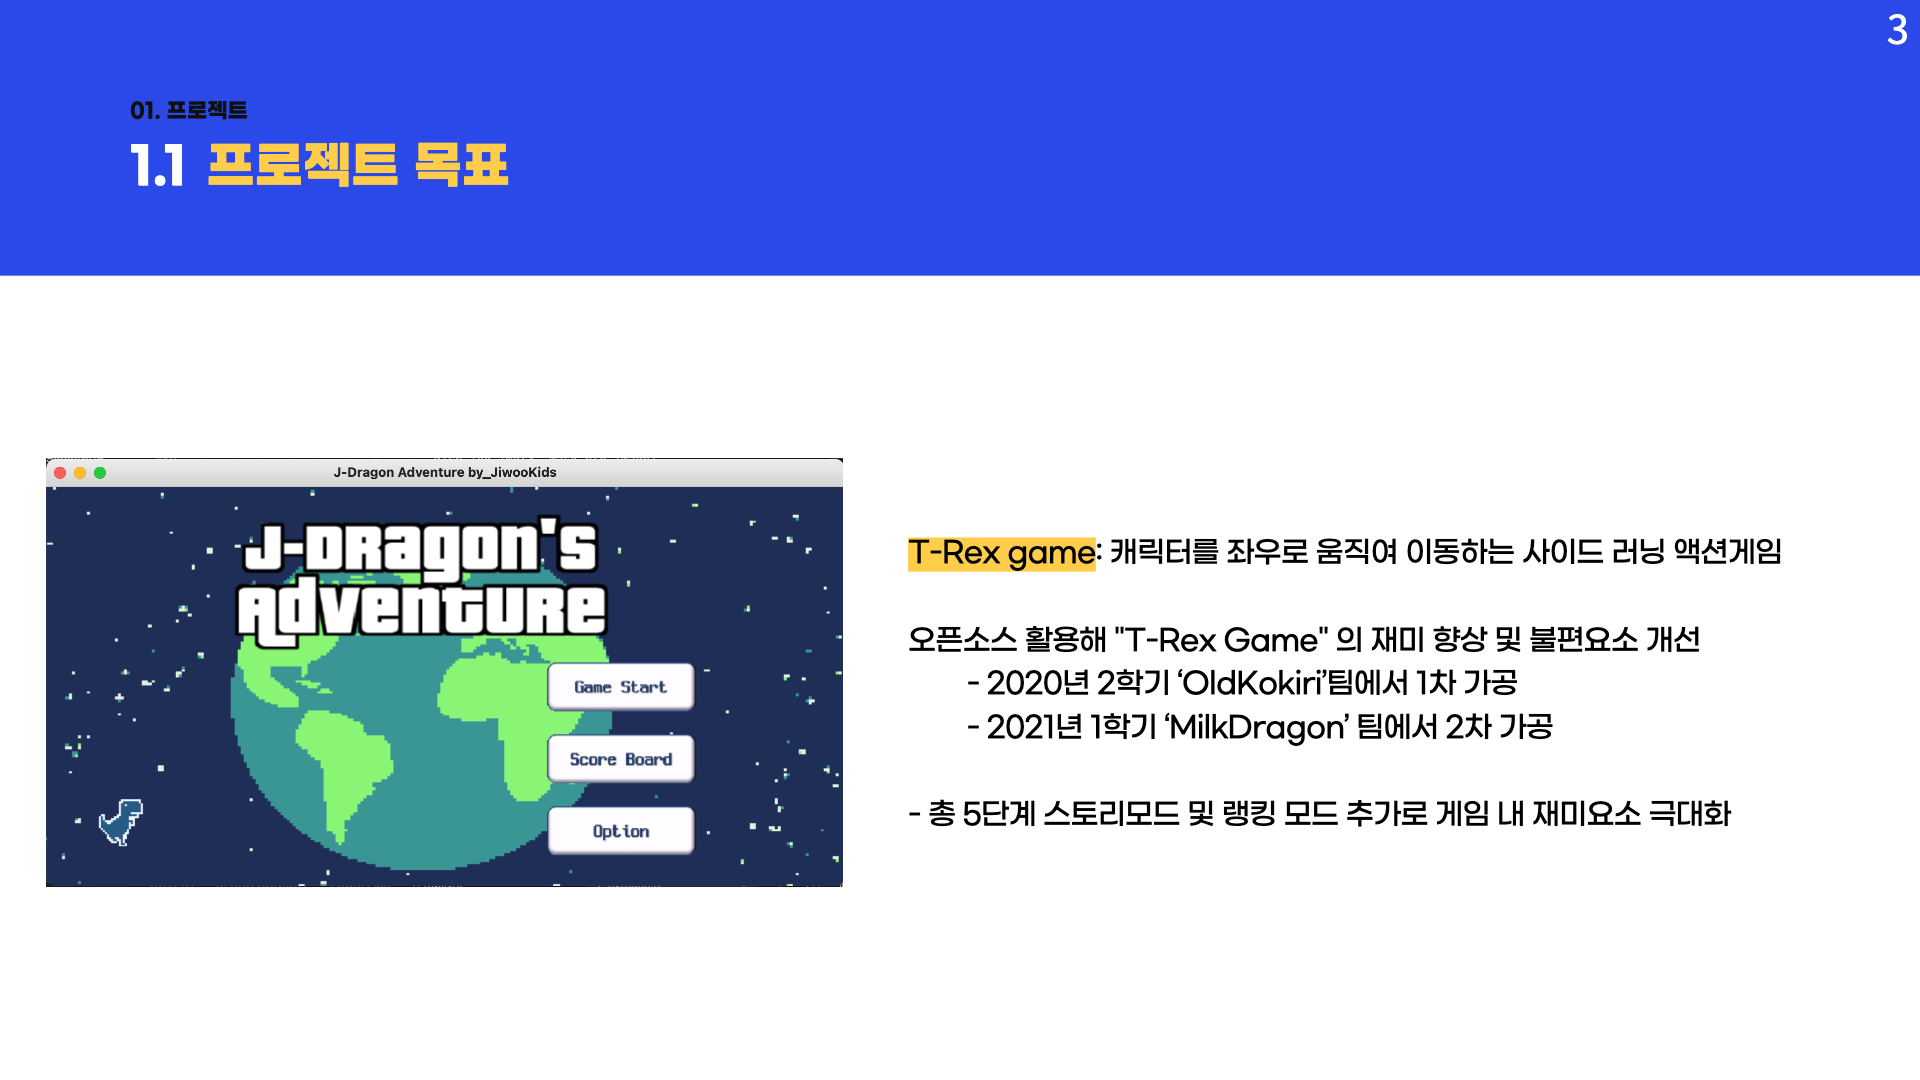 3
01. 프로젝트
1.1 프로젝트 목표
J-Dragon Adventure by_JiwooKids
J-DRagon's
AdventuRe
Game Start
Score Board
Option
T-Rex game: 캐릭터를 좌우로 움직여 이동하는 사이드 러닝 액션게임
오픈소스 활용해 "T-Rex Game" 의 재미 향상 및 불편요소 개선
- 2020년 2학기 ‘OldKokiri’팀에서 1차 가공
- 2021년 1학기 ‘MilkDragon’ 팀에서 2차 가공
- 총 5단계 스토리모드 및 랭킹 모드 추가로 게임 내 재미요소 극대화